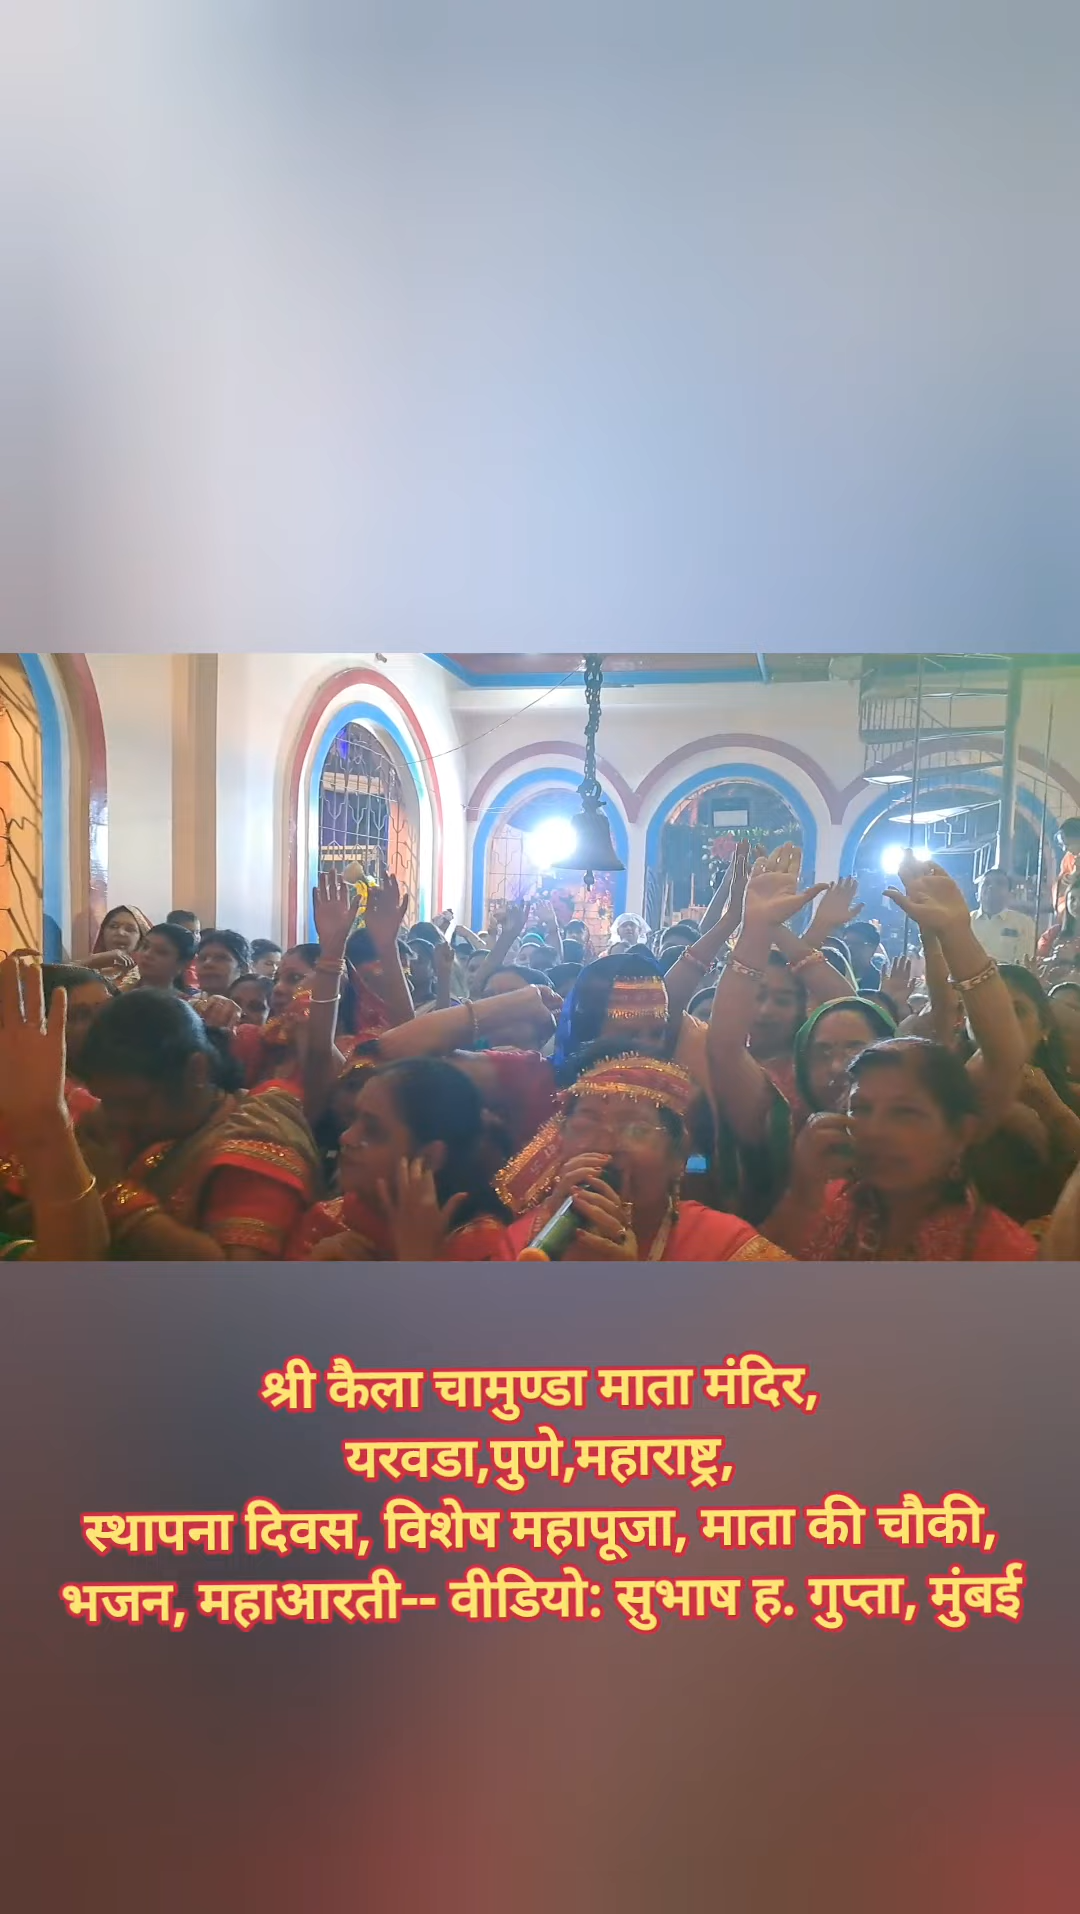 श्री कैला चामुण्डा माता मंदिर,
यरवडा,पुणे,महाराष्ट्र,
स्थापना दिवस, विशेष महापूजा, माता की चौकी,
भजन, महाआरती-- वीडियो: सुभाष ह. गुप्ता, मुंबई